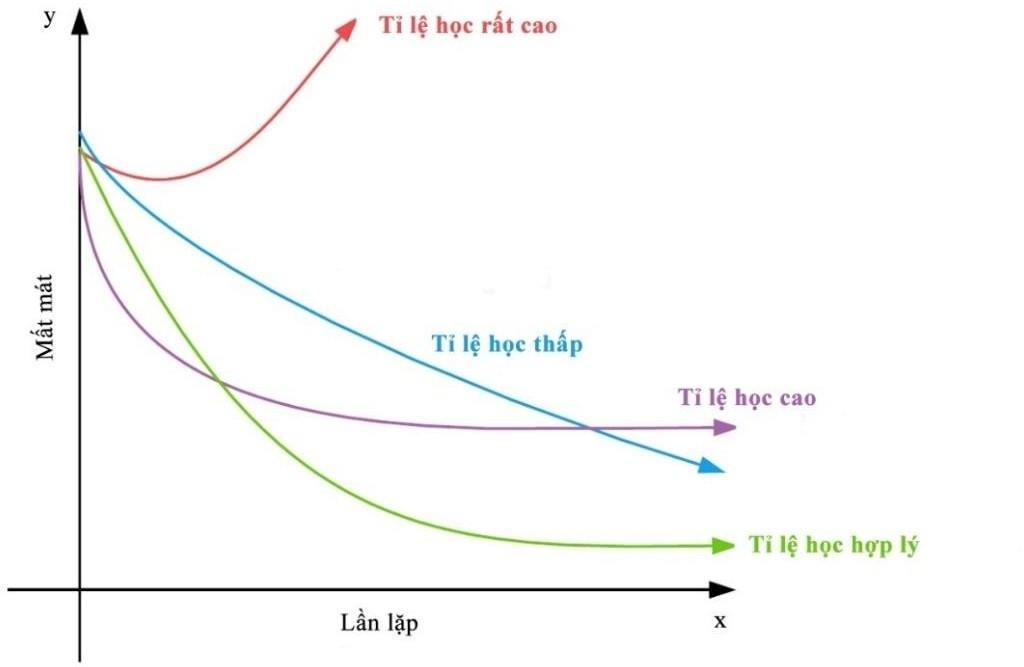 y
Tỉ lệ học rất cao
Mất mát
Tỉ lệ học thấp
Tỉ lệ học cao
Tỉ lệ học hợp lý
Lần lặp
x